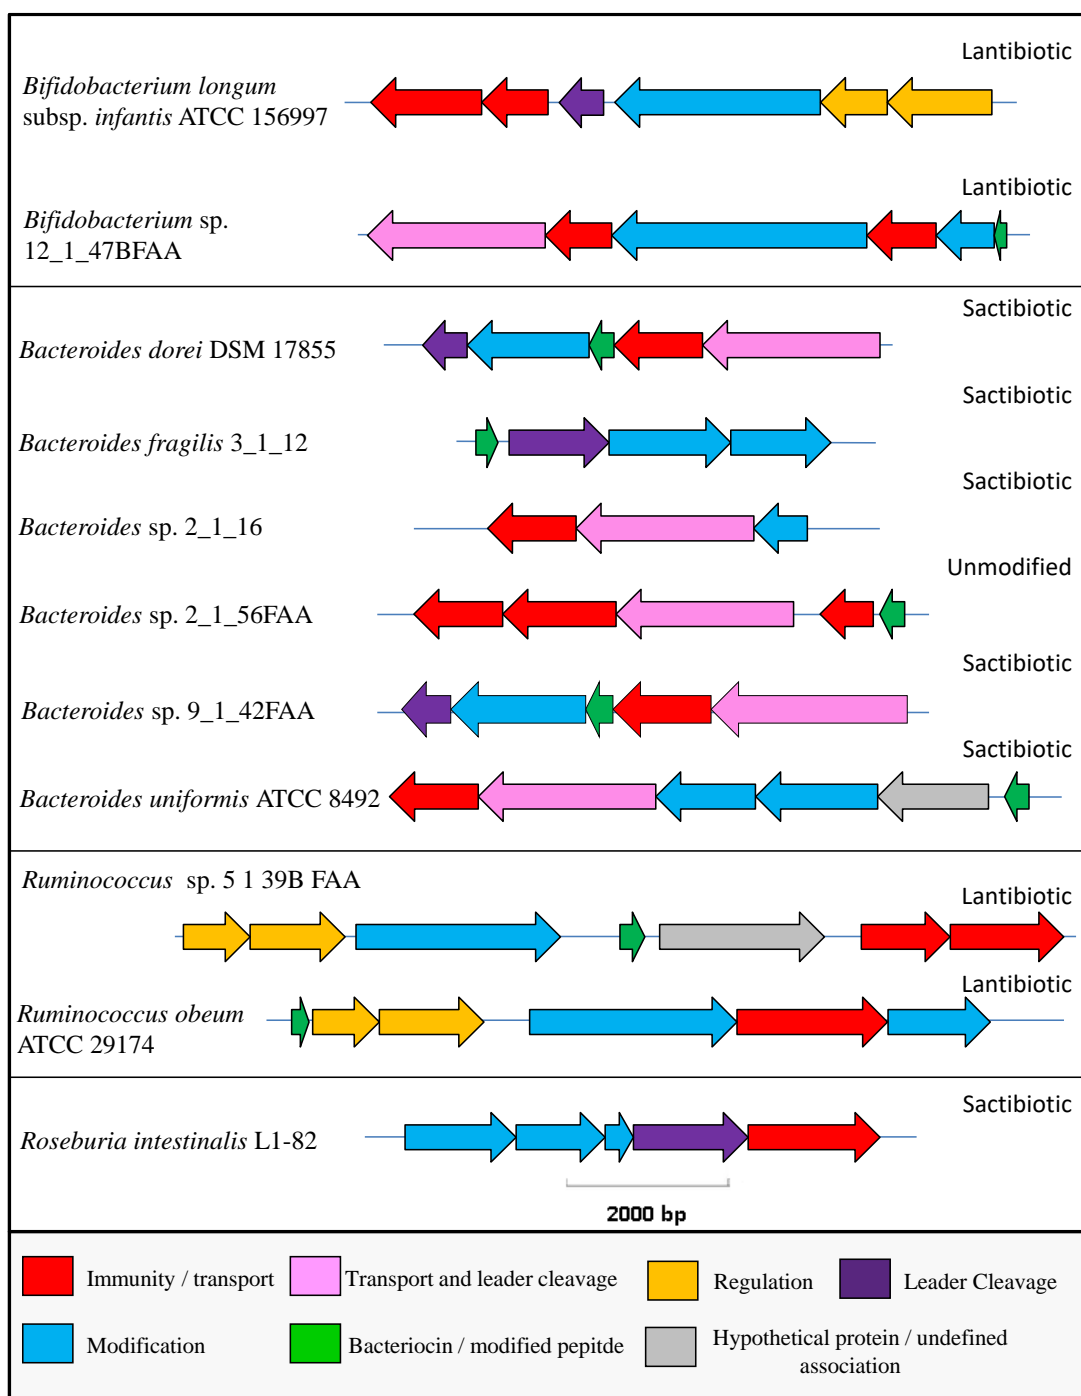 Lantibiotic
Bifidobacterium longum
subsp. infantis ATCC 156997
Lantibiotic
Bifidobacterium sp.
12_1_47BFAA
Sactibiotic
Bacteroides dorei DSM 17855
Sactibiotic
Bacteroides fragilis 3_1_12
Sactibiotic
Bacteroides sp. 2_1_16
Unmodified
Bacteroides sp. 2_1_56FAA
Sactibiotic
Bacteroides sp. 9_1_42FAA
Sactibiotic
Bacteroides uniformis ATCC 8492
Ruminococcus sp. 5 1 39B FAA
Lantibiotic
Lantibiotic
Ruminococcus obeum
ATCC 29174
Sactibiotic
Roseburia intestinalis L1-82
2000 bp
Immunity / transport
Transport and leader cleavage
Regulation
Leader Cleavage
Modification
Bacteriocin / modified pepitde
Hypothetical protein / undefined
association